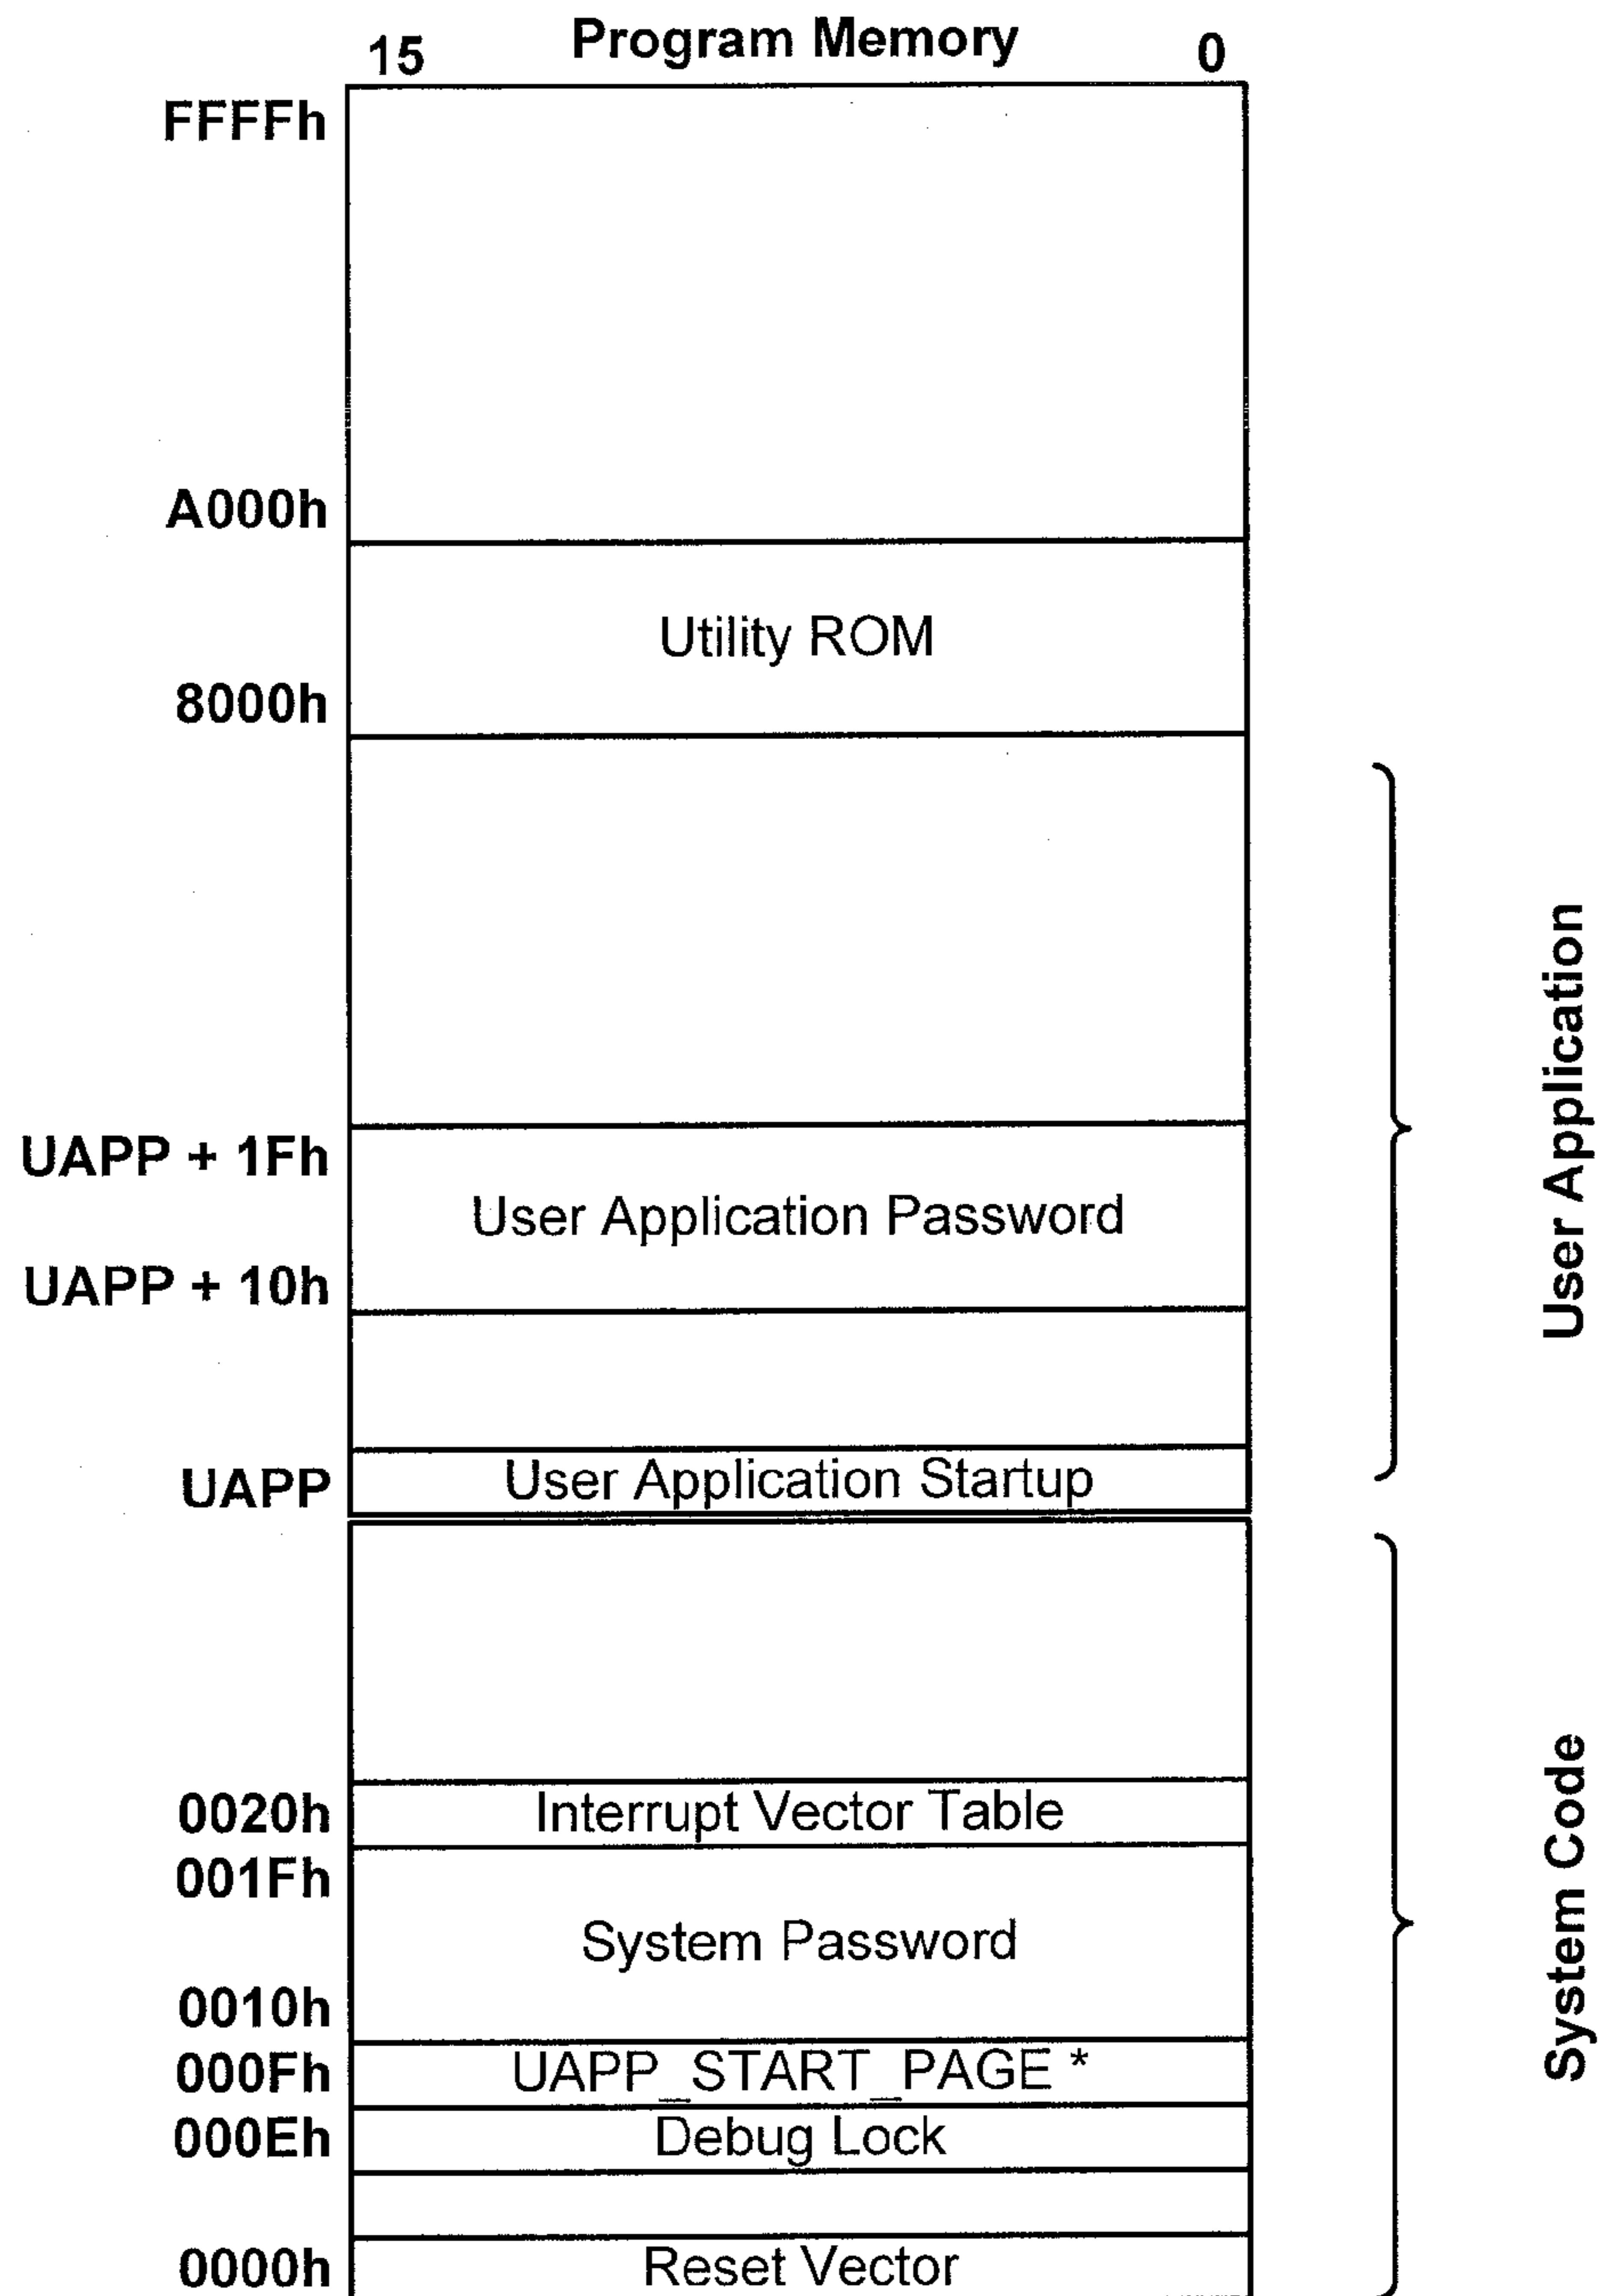 Program Memory
15 0
FFFFh
A000h
Utility ROM
8000h
UAPP + 1Fh
User Application Password
UAPP + 10h
User Application
UAPP User Application Startup
0020h Interrupt Vector Table
001Fh
System Password
0010h
000Fh UAPP_START_PAGE *
000Eh Debug Lock
System Code
0000h Reset Vector